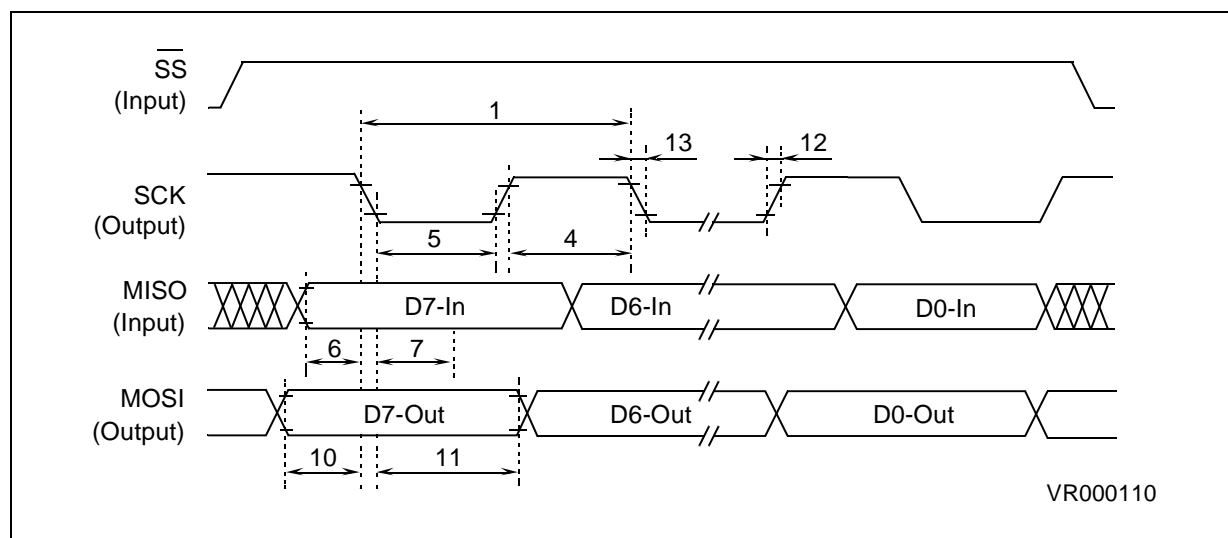 SS
(Input)
1
13
12
SCK
(Output)
5
4
MISO
(Input)
D7-In
D6-In
D0-In
6
7
MOSI
(Output)
D7-Out
D6-Out
D0-Out
10
11
VR000110